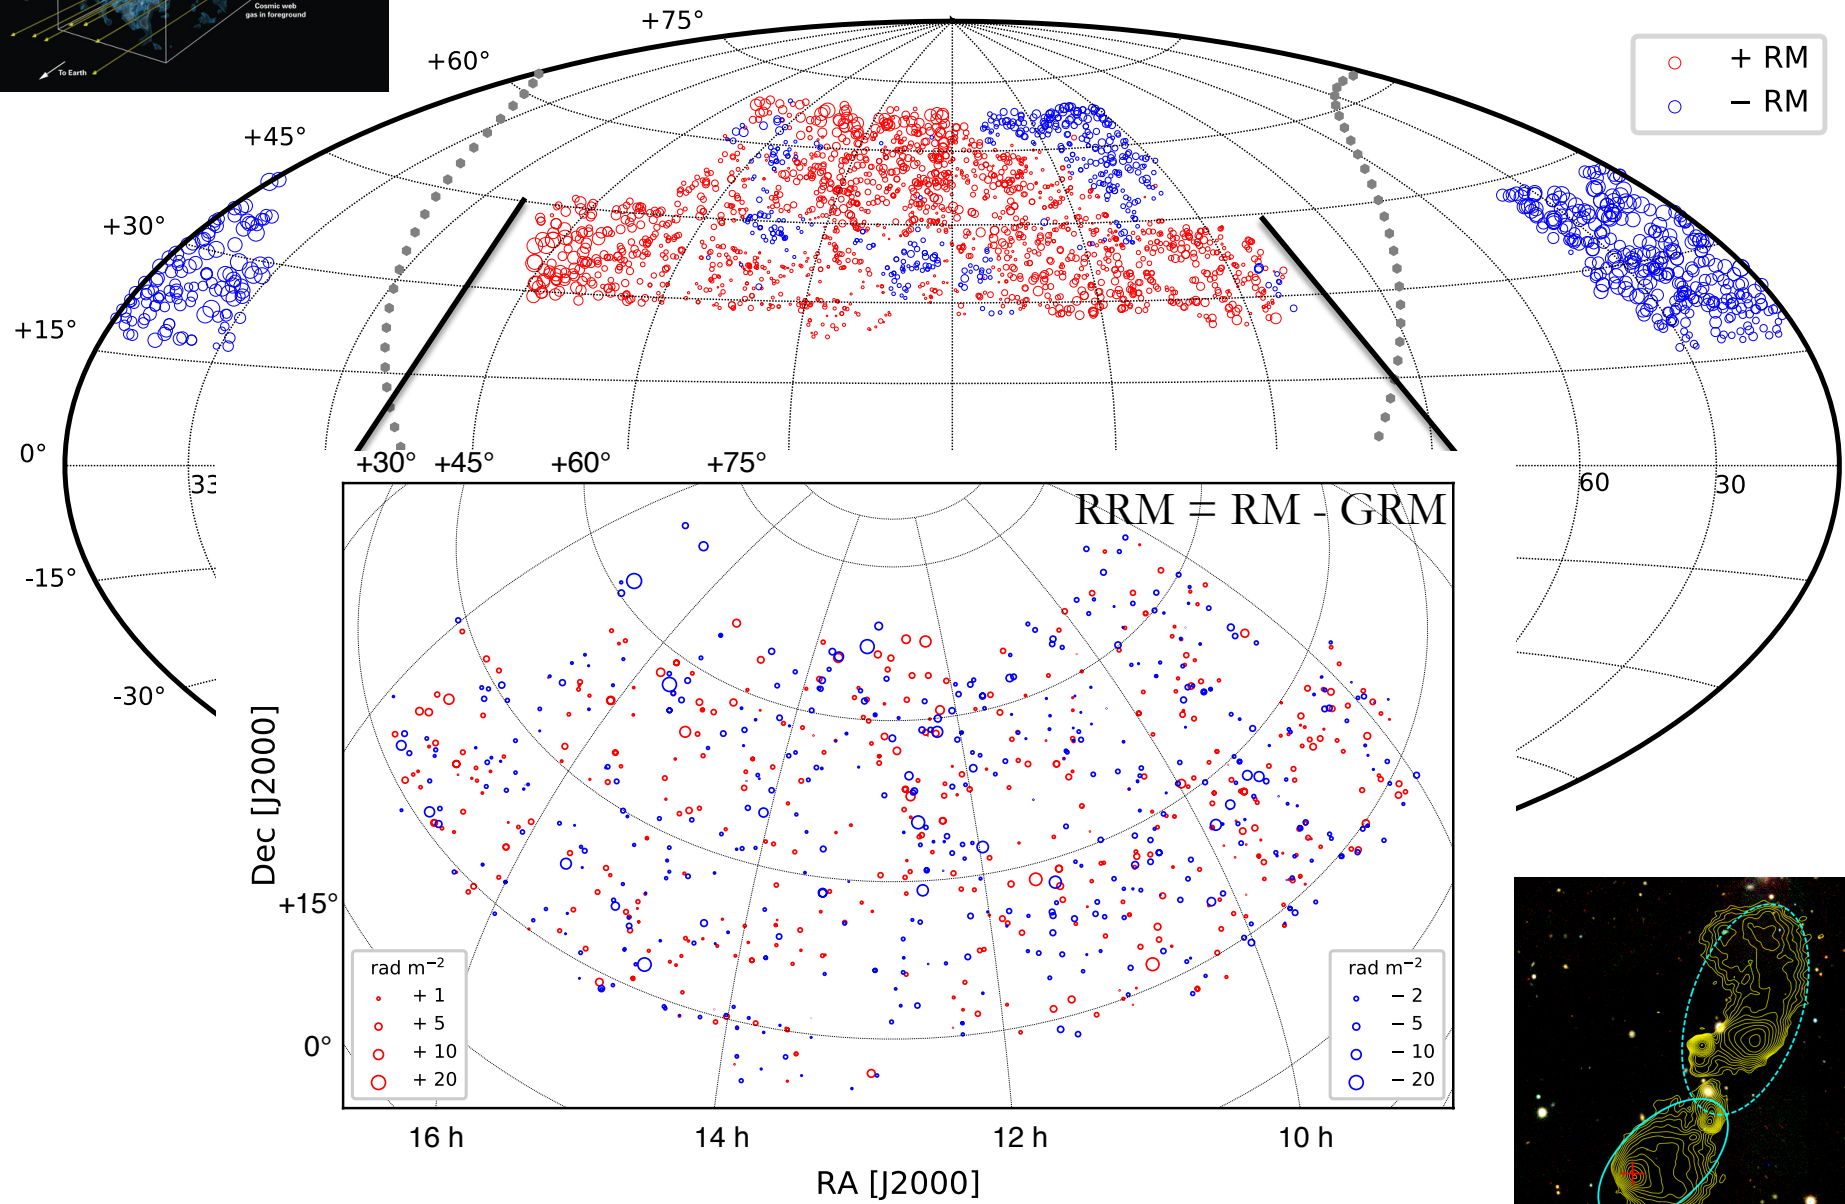 Cosmic web
gas in foreground
To Earth
+75°
+60°
+45°
+30°
+15°
0°
-15°
-30°
+ RM
− RM
33
60
30
+30°
+45°
+60°
+75°
RRM = RM - GRM
Dec [J2000]
+15°
0°
rad m⁻²
+ 1
+ 5
+ 10
+ 20
rad m⁻²
− 2
− 5
− 10
− 20
16 h
14 h
12 h
10 h
RA [J2000]